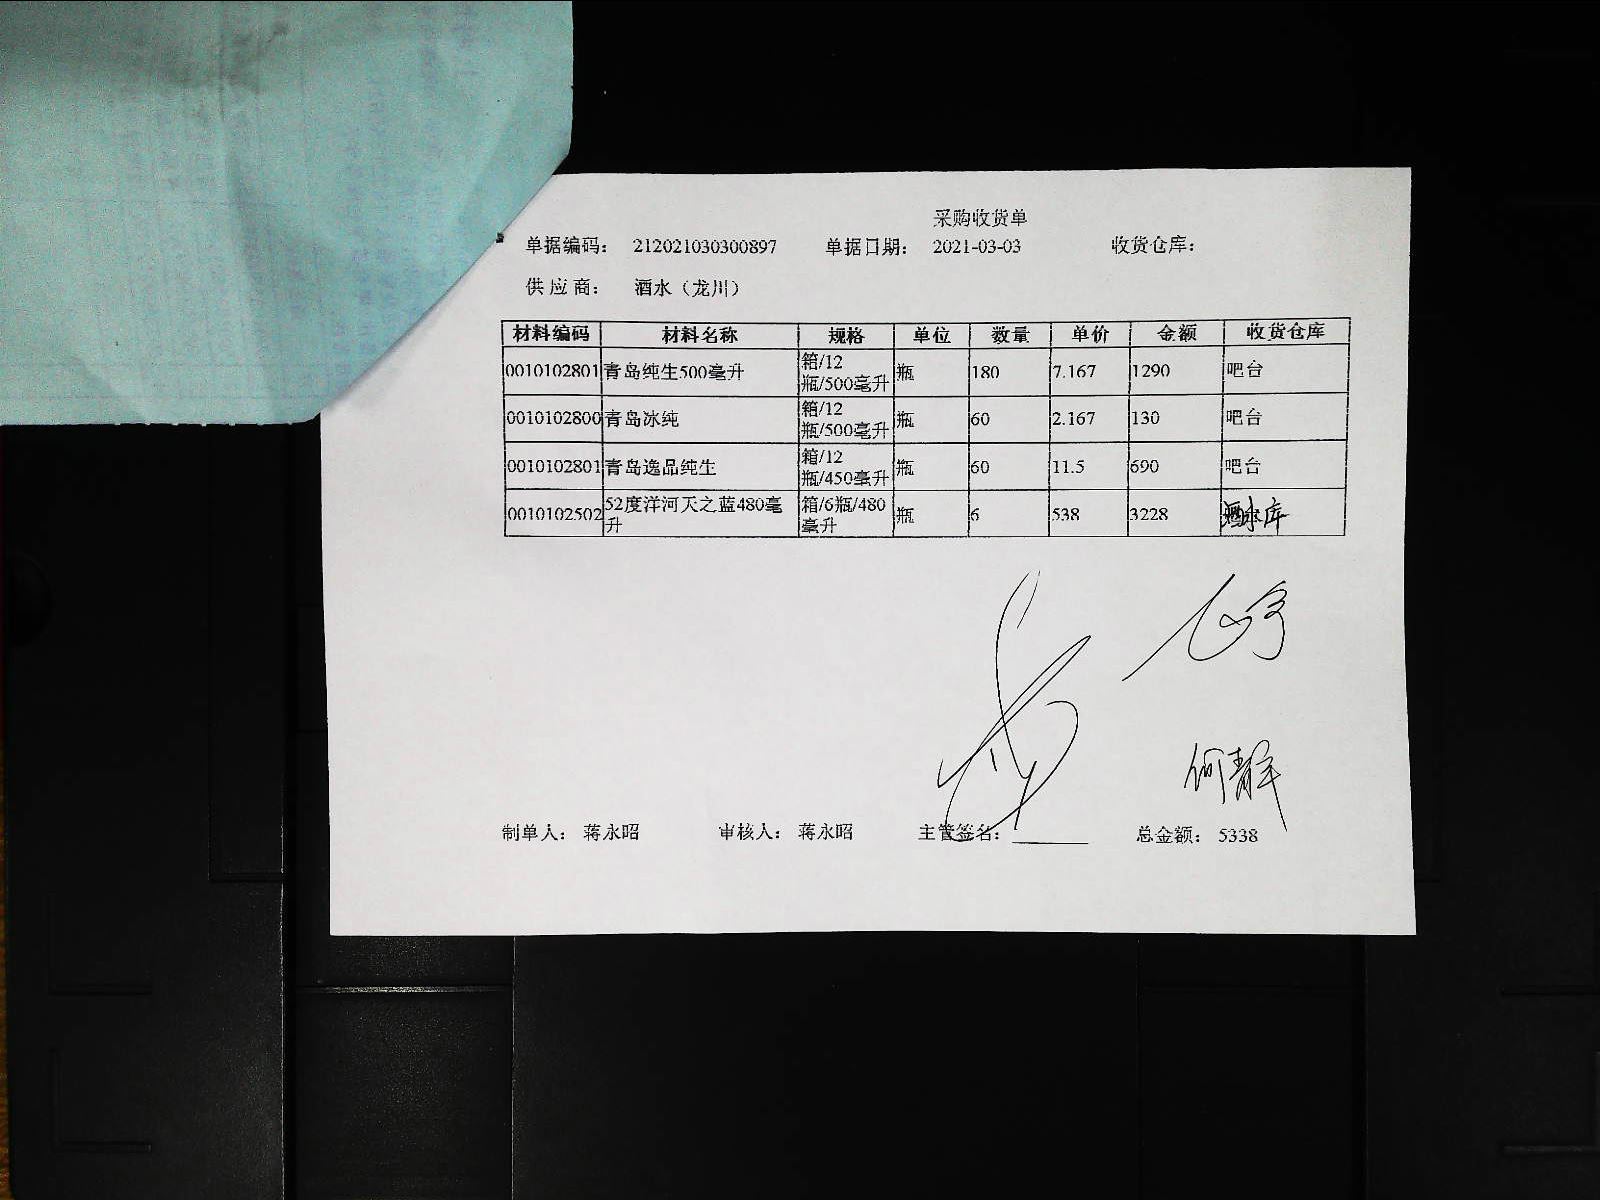 采购收货单
单据编码： 212021030300897 单据日期： 2021-03-03 收货仓库：
供 应 商： 酒水（龙川）
材料编码 材料名称 规格 单位 数量 单价 金额 收货仓库
0010102801 青岛纯生500毫升 箱/12瓶/500毫升 瓶 180 7.167 1290 吧台
0010102800 青岛冰纯 箱/12瓶/500毫升 瓶 60 2.167 130 吧台
0010102801 青岛逸品纯生 箱/12瓶/450毫升 瓶 60 11.5 690 吧台
0010102502 52度洋河天之蓝480毫升 箱/6瓶/480毫升 瓶 6 538 3228 酒水库
何静
制单人： 蒋永昭 审核人： 蒋永昭 主管签名： 总金额： 5338